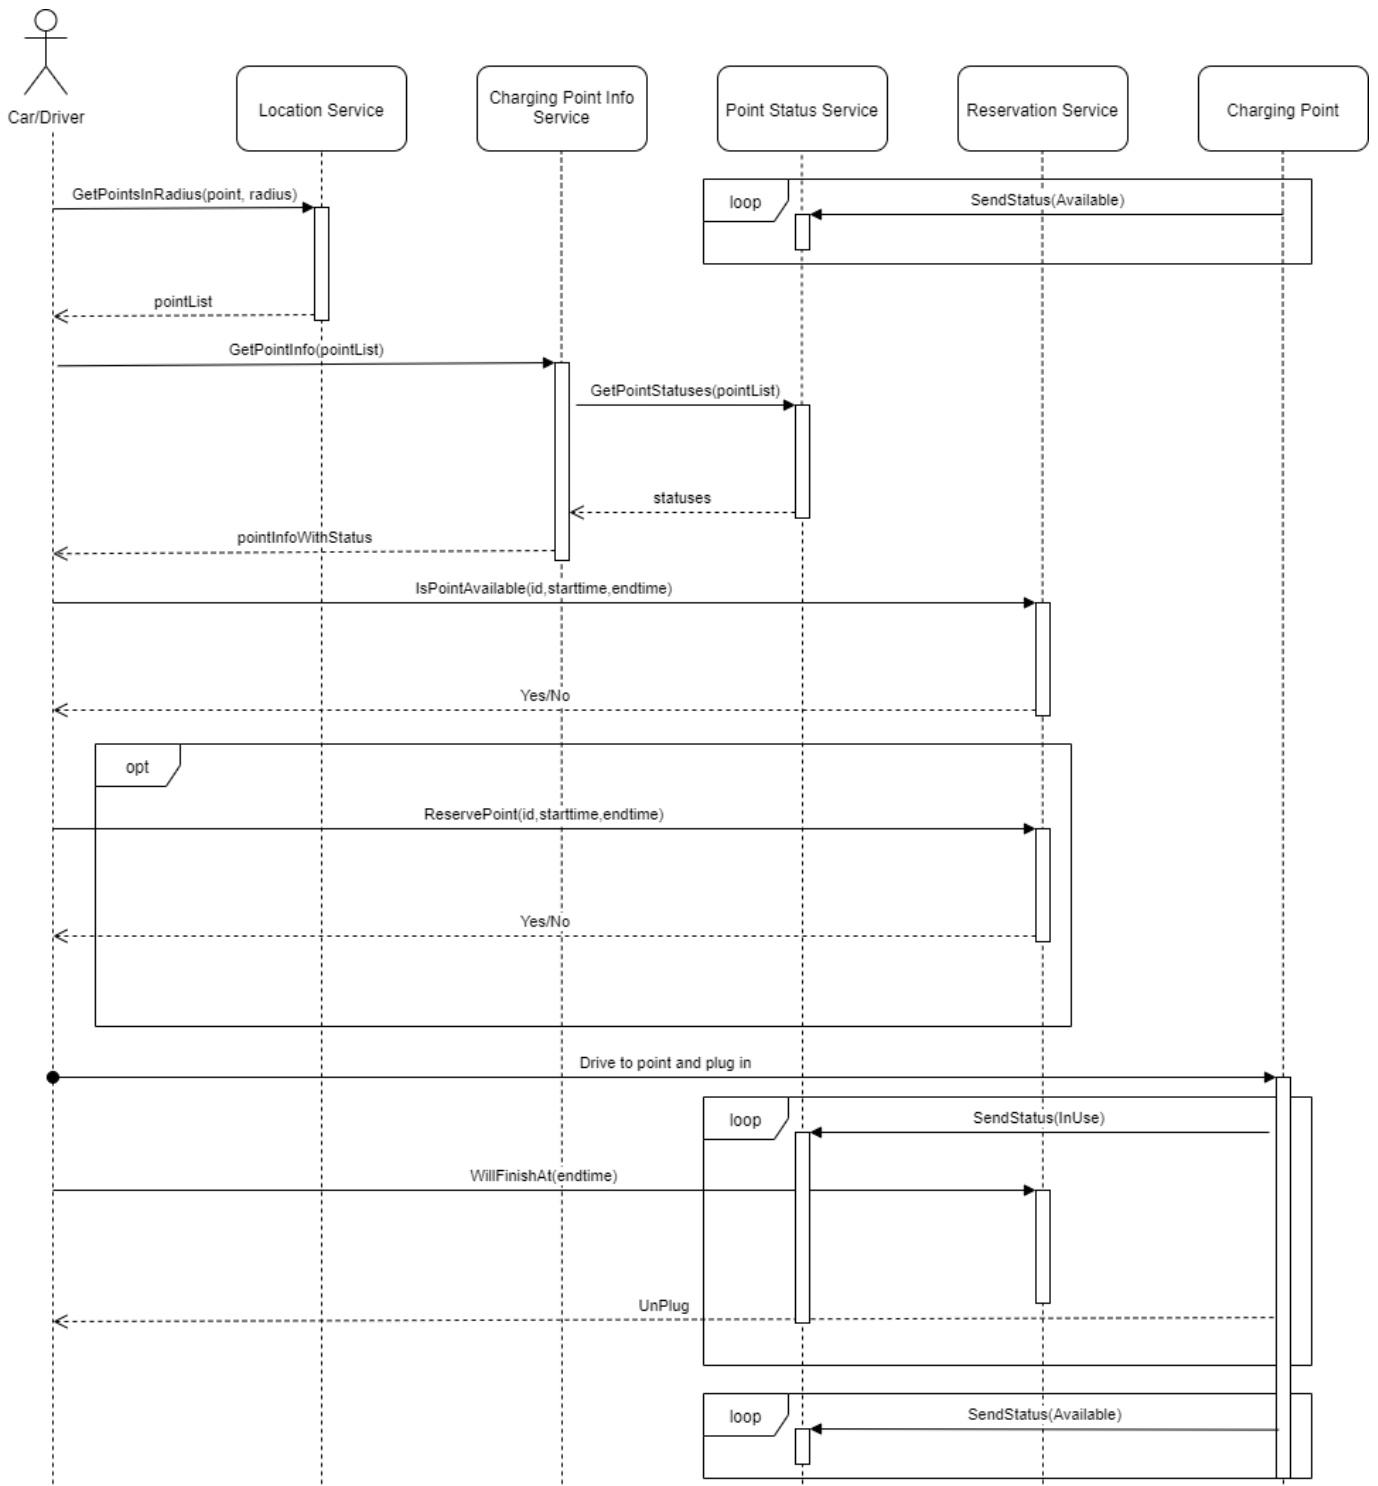 Car/Driver
Location Service
Charging Point Info
Service
Point Status Service
Reservation Service
Charging Point
GetPointsInRadius(point, radius)
loop
SendStatus(Available)
pointList
GetPointInfo(pointList)
GetPointStatuses(pointList)
statuses
pointInfoWithStatus
IsPointAvailable(id,starttime,endtime)
Yes/No
opt
ReservePoint(id,starttime,endtime)
Yes/No
Drive to point and plug in
loop
SendStatus(InUse)
WillFinishAt(endtime)
UnPlug
loop
SendStatus(Available)